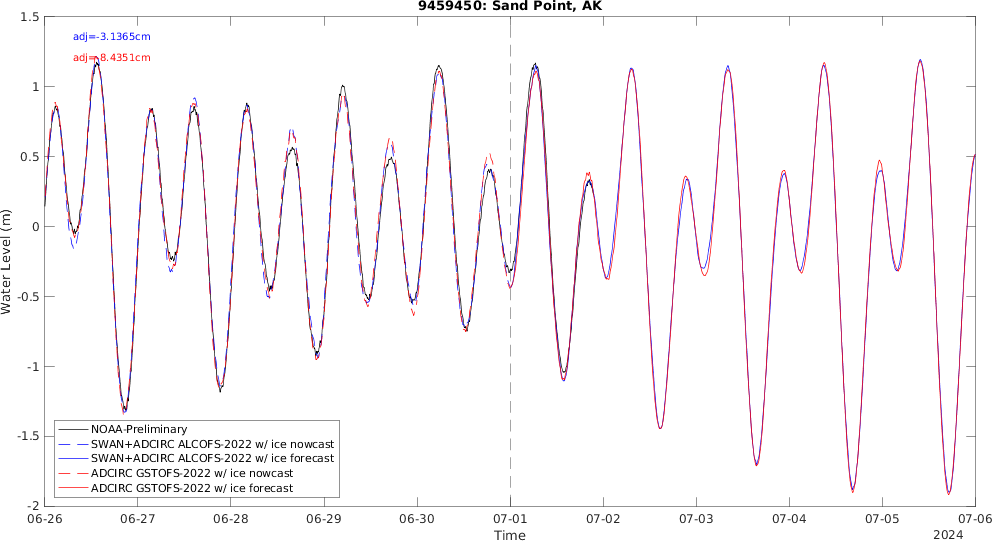 9459450: Sand Point, AK
adj=-3.1365cm
adj=-8.4351cm
1.5
1
0.5
0
-0.5
-1
-1.5
-2
Water Level (m)
NOAA-Preliminary
SWAN+ADCIRC ALCOFS-2022 w/ ice nowcast
SWAN+ADCIRC ALCOFS-2022 w/ ice forecast
ADCIRC GSTOFS-2022 w/ ice nowcast
ADCIRC GSTOFS-2022 w/ ice forecast
06-26 06-27 06-28 06-29 06-30 07-01 07-02 07-03 07-04 07-05 07-06
Time
2024